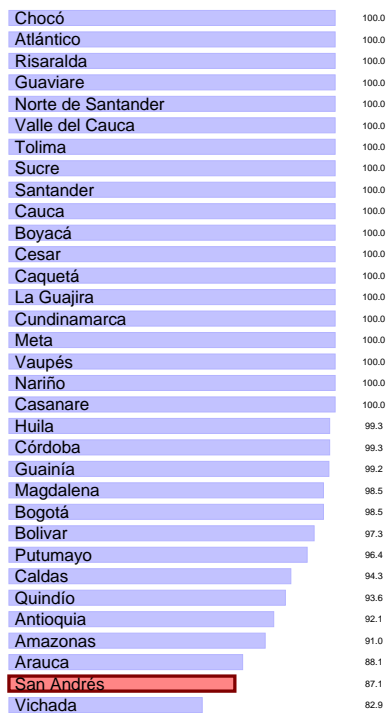 Chocó 100.0
Atlántico 100.0
Risaralda 100.0
Guaviare 100.0
Norte de Santander 100.0
Valle del Cauca 100.0
Tolima 100.0
Sucre 100.0
Santander 100.0
Cauca 100.0
Boyacá 100.0
Cesar 100.0
Caquetá 100.0
La Guajira 100.0
Cundinamarca 100.0
Meta 100.0
Vaupés 100.0
Nariño 100.0
Casanare 100.0
Huila 99.3
Córdoba 99.3
Guainía 99.2
Magdalena 98.5
Bogotá 98.5
Bolivar 97.3
Putumayo 96.4
Caldas 94.3
Quindío 93.6
Antioquia 92.1
Amazonas 91.0
Arauca 88.1
San Andrés 87.1
Vichada 82.9